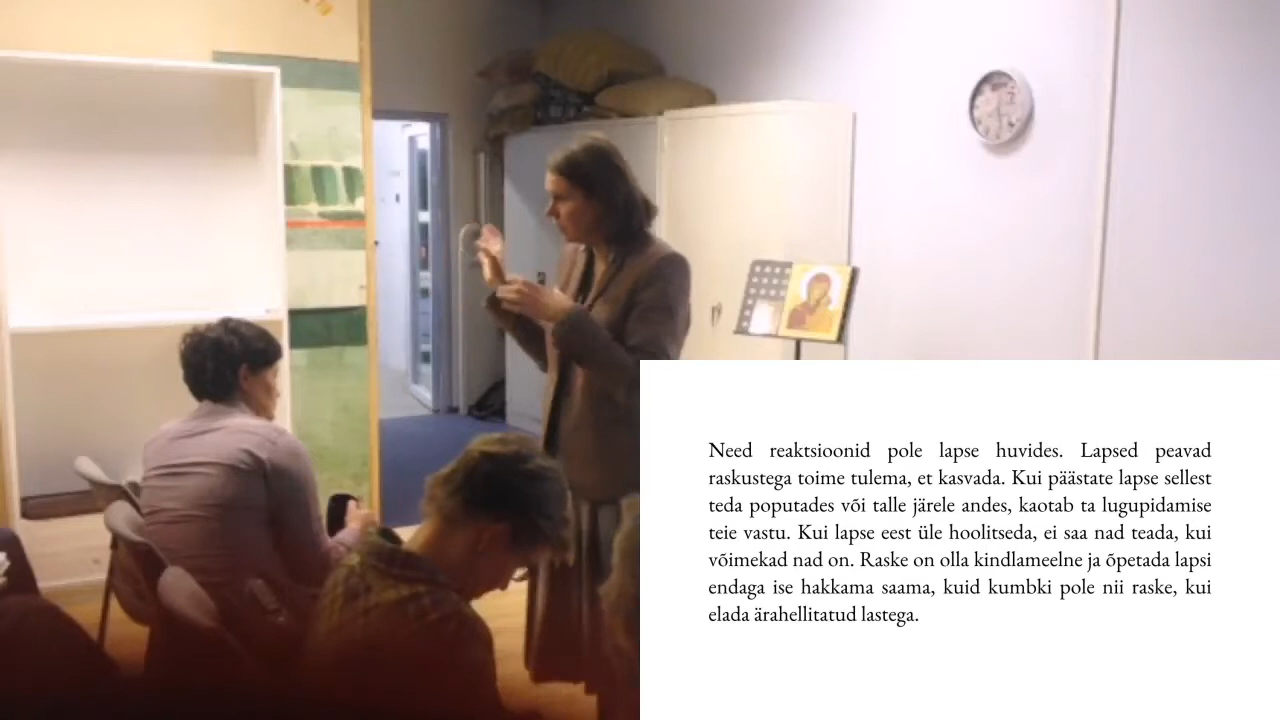 Need reaktsioonid pole lapse huvides. Lapsed peavad
raskustega toime tulema, et kasvada. Kui päästate lapse sellest
teda poputades või talle järele andes, kaotab ta lugupidamise
teie vastu. Kui lapse eest üle hoolitseda, ei saa nad teada, kui
võimekad nad on. Raske on olla kindlameelne ja õpetada lapsi
endaga ise hakkama saama, kuid kumbki pole nii raske, kui
elada ärahellitatud lastega.